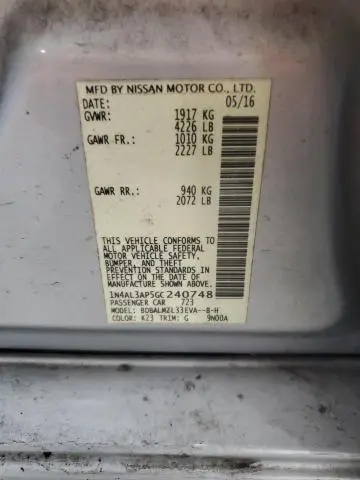 MFD BY NISSAN MOTOR CO., LTD.
DATE: 05/16
GVWR: 1917 KG
4226 LB
GAWR FR.: 1010 KG
2227 LB
GAWR RR.: 940 KG
2072 LB
THIS VEHICLE CONFORMS TO ALL
APPLICABLE FEDERAL
MOTOR VEHICLE SAFETY,
BUMPER, AND THEFT
PREVENTION STANDARDS
IN EFFECT ON THE DATE OF
MANUFACTURE SHOWN ABOVE.
1N4AL3AP5GC240748
PASSENGER CAR 723
MODEL: BDBALMZL33EVA--B-H
COLOR: K23 TRIM: G 9N00A